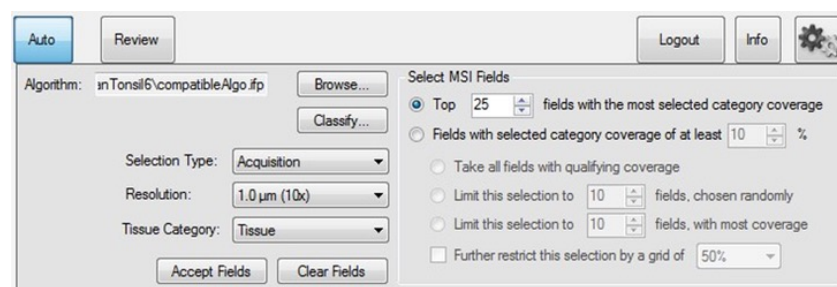 Auto Review Logout Info
Algorithm: anTonsil6\compatibleAlgo.ifp Browse...
Classify...
Selection Type: Acquisition
Resolution: 1.0 µm (10x)
Tissue Category: Tissue
Accept Fields Clear Fields
Select MSI Fields
Top 25 fields with the most selected category coverage
Fields with selected category coverage of at least 10 %
Take all fields with qualifying coverage
Limit this selection to 10 fields, chosen randomly
Limit this selection to 10 fields, with most coverage
Further restrict this selection by a grid of 50%